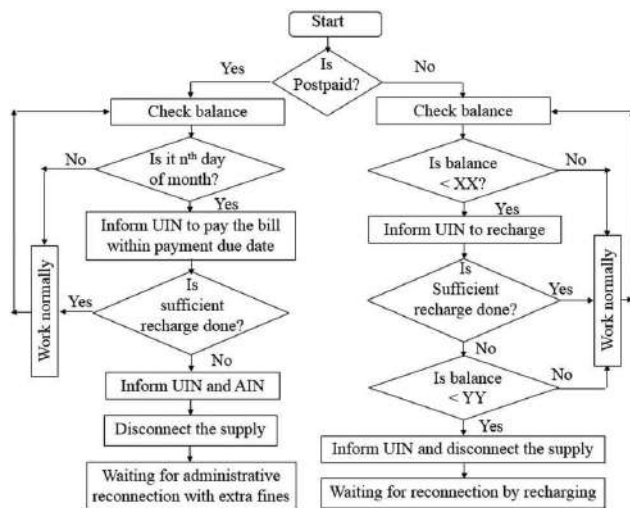 Start
Is
Postpaid?
Yes
No
Check balance
Is it nth day
of month?
No
Yes
Inform UIN to pay the bill
within payment due date
Is
sufficient
recharge done?
Yes
Work normally
No
Inform UIN and AIN
Disconnect the supply
Waiting for administrative
reconnection with extra fines
Check balance
Is balance
< XX?
No
Yes
Inform UIN to recharge
Is
Sufficient
recharge done?
Yes
Work normally
No
Is balance
< YY
No
Yes
Inform UIN and disconnect the supply
Waiting for reconnection by recharging